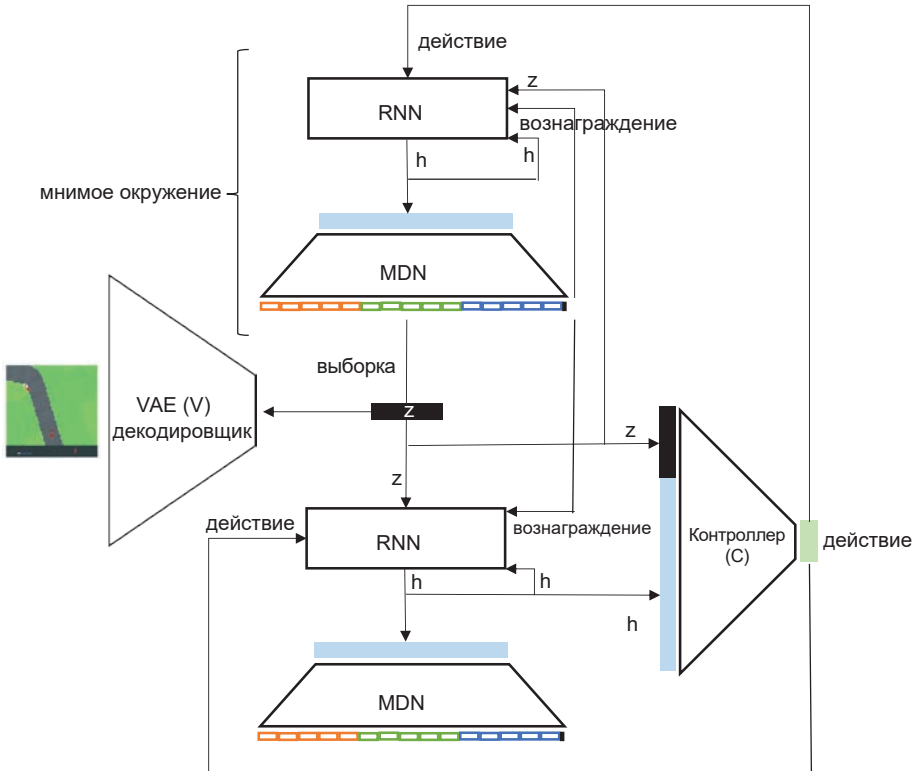 действие
z
RNN
вознаграждение
h
h
мнимое окружение
MDN
выборка
VAE (V)
декодировщик
z
z
z
действие
RNN
вознаграждение
Контроллер
(C)
действие
h
h
h
MDN